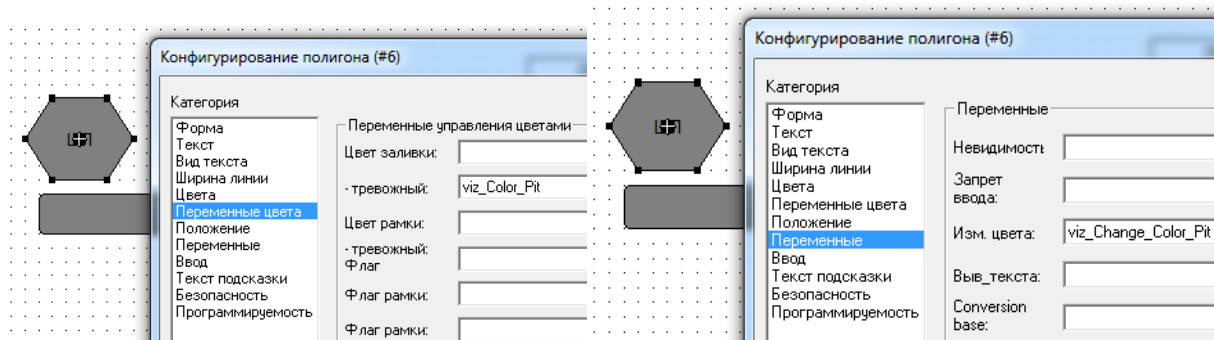 Конфигурирование полигона (#6)
Категория
Форма
Текст
Вид текста
Ширина линии
Цвета
Переменные цвета
Положение
Переменные
Ввод
Текст подсказки
Безопасность
Программируемость
Переменные управления цветами
Цвет заливки:
- тревожный: viz_Color_Pit
Цвет рамки:
- тревожный:
Флаг
Флаг рамки:
Флаг рамки:
Конфигурирование полигона (#6)
Категория
Форма
Текст
Вид текста
Ширина линии
Цвета
Переменные цвета
Положение
Переменные
Ввод
Текст подсказки
Безопасность
Программируемость
Переменные
Невидимость
Запрет
ввода:
Изм. цвета: viz_Change_Color_Pit
Выв_текста:
Conversion
base: